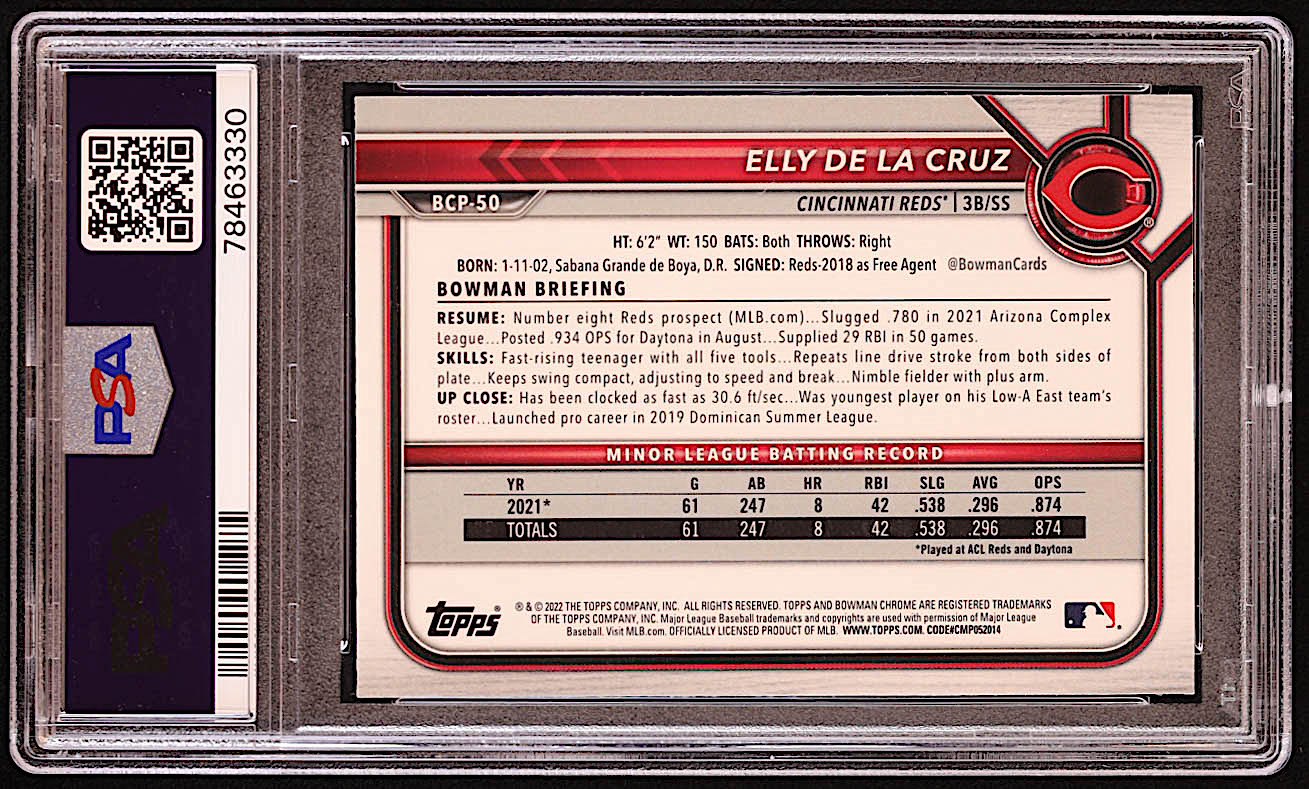 PSA
78463330
PSA
PSA
ELLY DE LA CRUZ
BCP-50
CINCINNATI REDS® | 3B/SS
®
HT: 6'2" WT: 150 BATS: Both THROWS: Right
BORN: 1-11-02, Sabana Grande de Boya, D.R. SIGNED: Reds-2018 as Free Agent @BowmanCards
BOWMAN BRIEFING
RESUME: Number eight Reds prospect (MLB.com)...Slugged .780 in 2021 Arizona Complex
League...Posted .934 OPS for Daytona in August...Supplied 29 RBI in 50 games.
SKILLS: Fast-rising teenager with all five tools...Repeats line drive stroke from both sides of
plate...Keeps swing compact, adjusting to speed and break...Nimble fielder with plus arm.
UP CLOSE: Has been clocked as fast as 30.6 ft/sec...Was youngest player on his Low-A East team's
roster...Launched pro career in 2019 Dominican Summer League.
MINOR LEAGUE BATTING RECORD
YR G AB HR RBI SLG AVG OPS
2021* 61 247 8 42 .538 .296 .874
TOTALS 61 247 8 42 .538 .296 .874
*Played at ACL Reds and Daytona
Topps®
® & © 2022 THE TOPPS COMPANY, INC. ALL RIGHTS RESERVED. TOPPS AND BOWMAN CHROME ARE REGISTERED TRADEMARKS
OF THE TOPPS COMPANY, INC. Major League Baseball trademarks and copyrights are used with permission of Major League
Baseball. Visit MLB.com. OFFICIALLY LICENSED PRODUCT OF MLB. WWW.TOPPS.COM. CODE#CMP052014